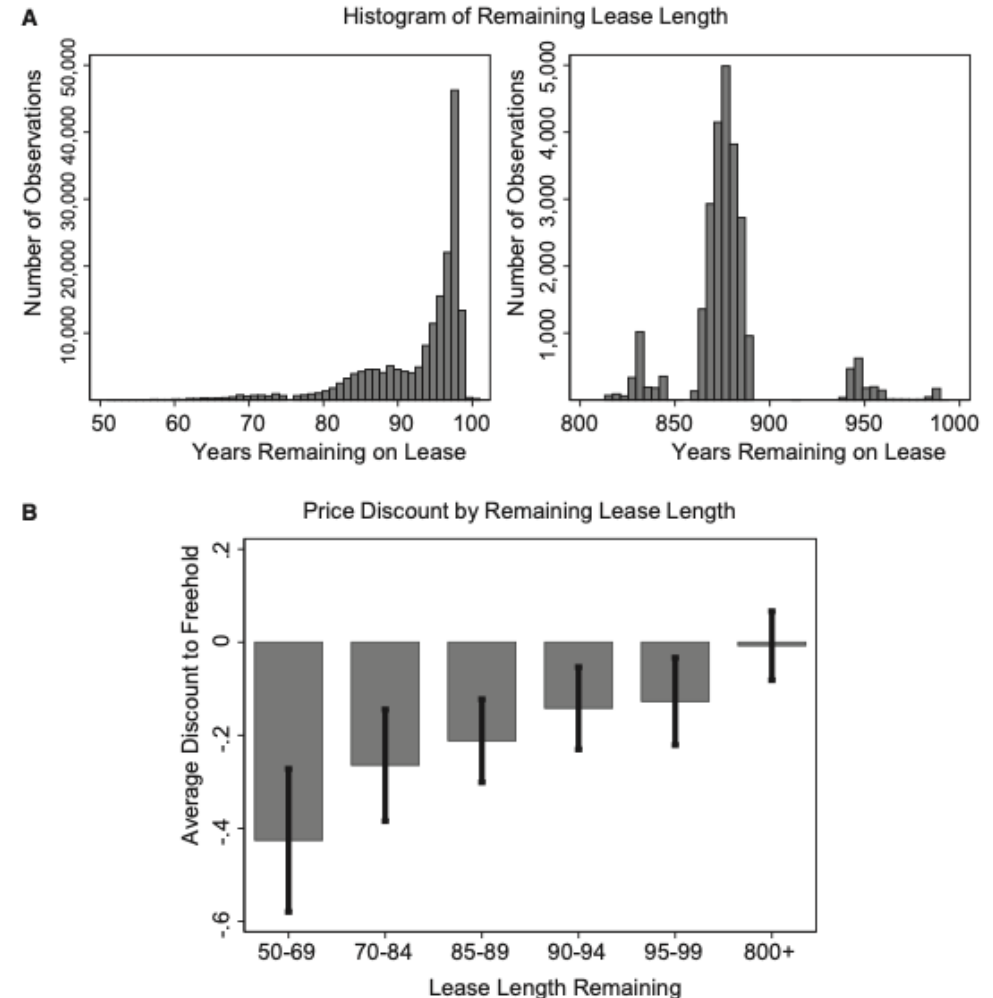 A
Histogram of Remaining Lease Length
Number of Observations
10,000 20,000 30,000 40,000 50,000
50 60 70 80 90 100
Years Remaining on Lease
Number of Observations
1,000 2,000 3,000 4,000 5,000
800 850 900 950 1000
Years Remaining on Lease
B
Price Discount by Remaining Lease Length
Average Discount to Freehold
-.6 -.4 -.2 0 .2
50-69 70-84 85-89 90-94 95-99 800+
Lease Length Remaining